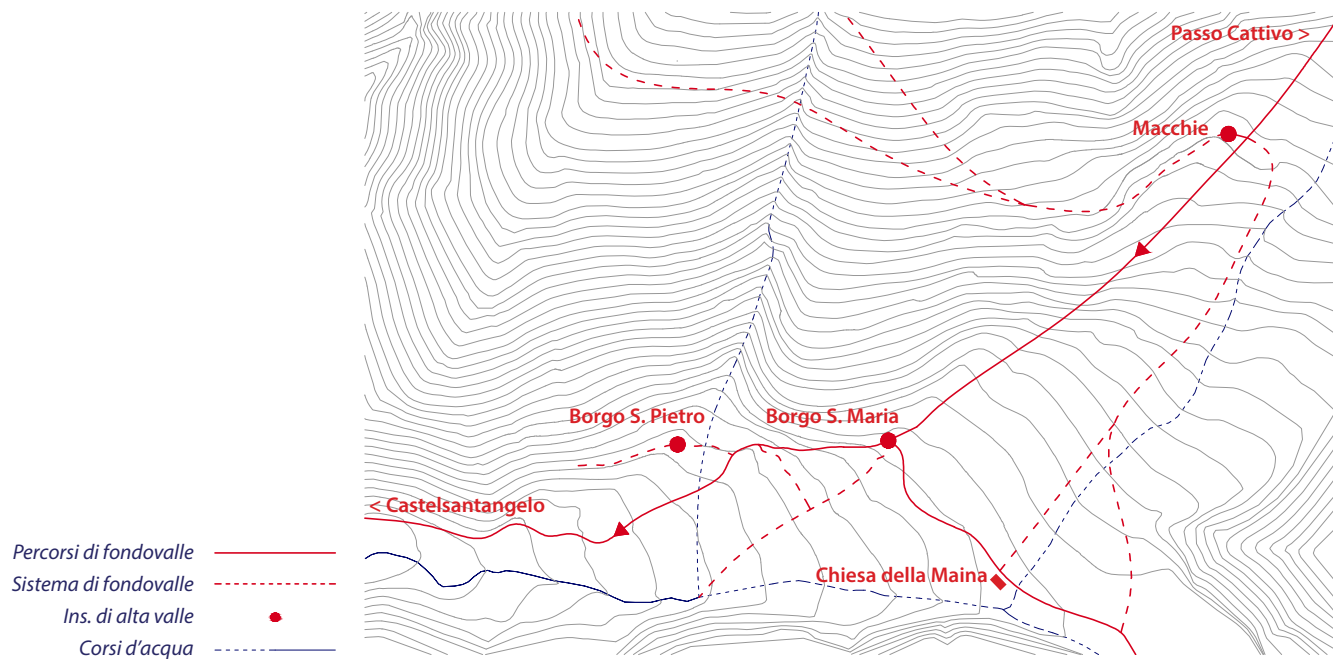 Passo Cattivo >
Macchie
Borgo S. Pietro
Borgo S. Maria
< Castelsantangelo
Chiesa della Maina
Percorsi di fondovalle
Sistema di fondovalle
Ins. di alta valle
Corsi d'acqua